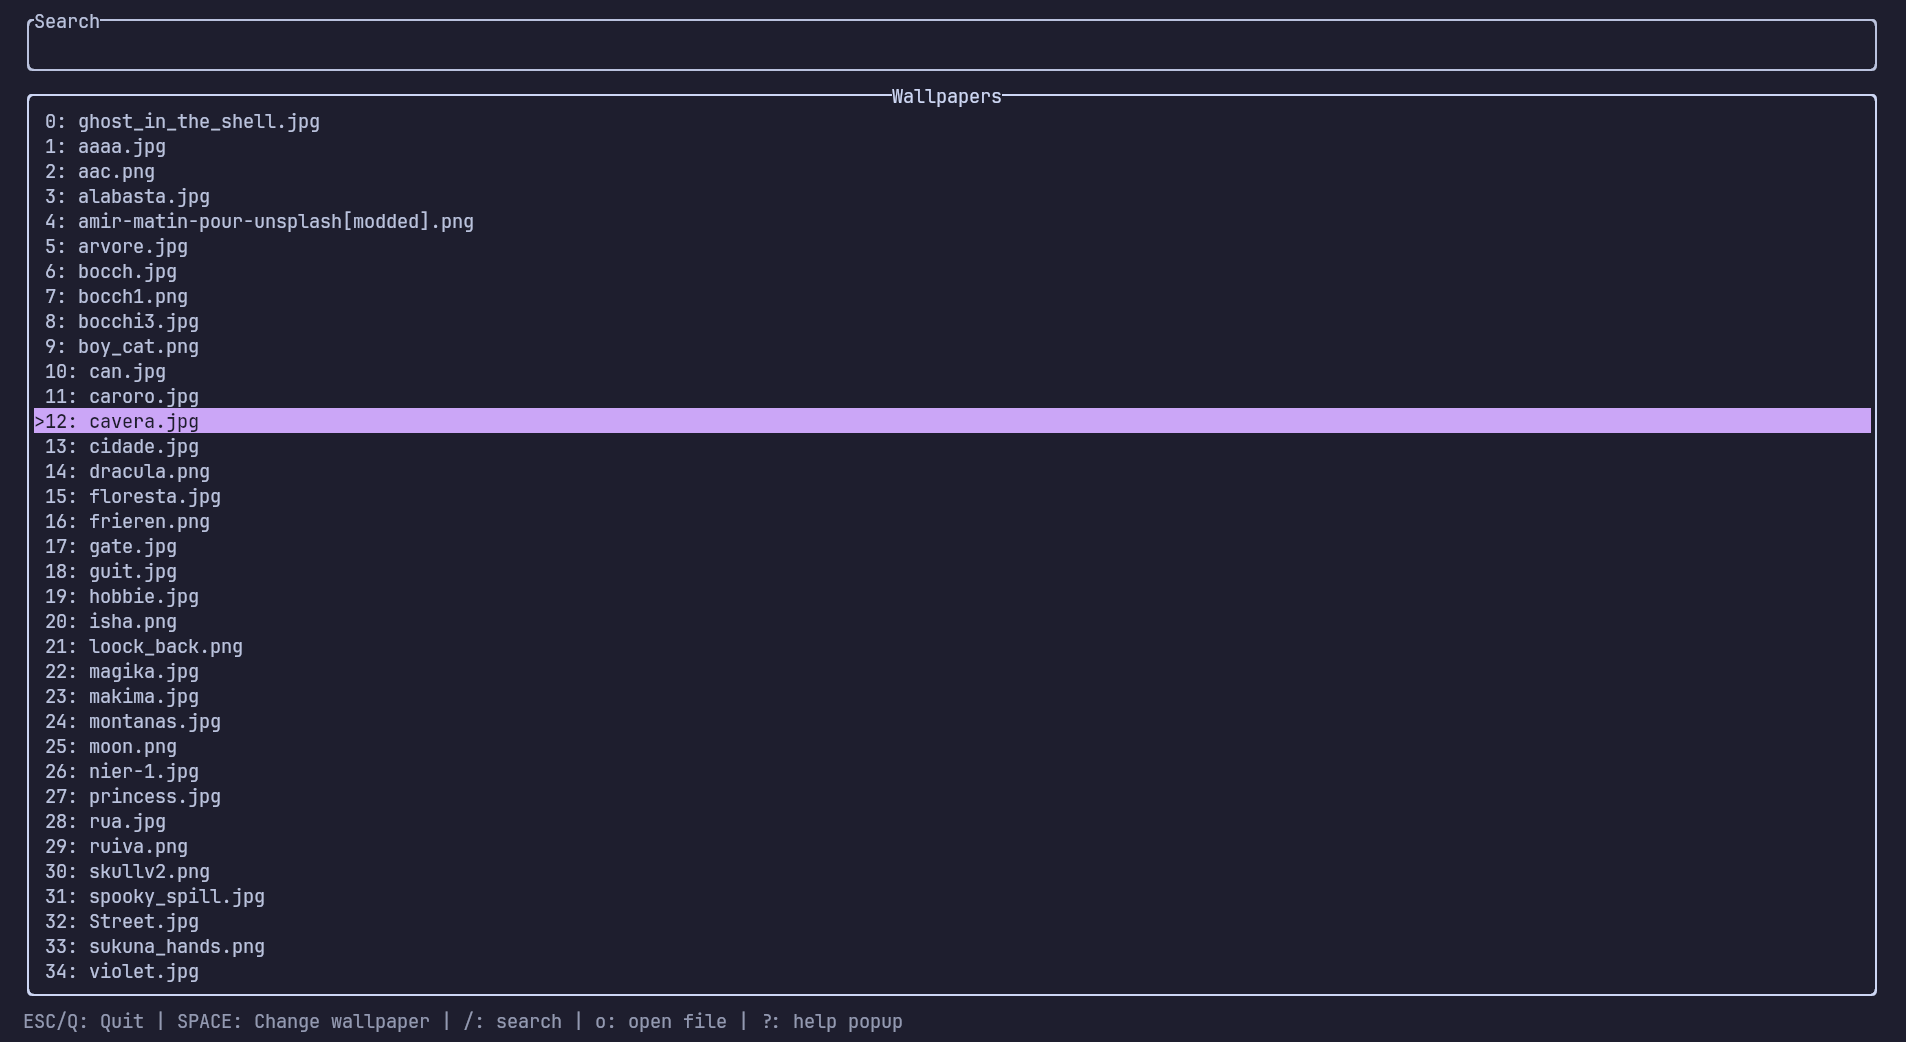 Search
Wallpapers
0: ghost_in_the_shell.jpg
1: aaaa.jpg
2: aac.png
3: alabasta.jpg
4: amir-matin-pour-unsplash[modded].png
5: arvore.jpg
6: bocch.jpg
7: bocch1.png
8: bocchi3.jpg
9: boy_cat.png
10: can.jpg
11: caroro.jpg
>12: cavera.jpg
13: cidade.jpg
14: dracula.png
15: floresta.jpg
16: frieren.png
17: gate.jpg
18: guit.jpg
19: hobbie.jpg
20: isha.png
21: loock_back.png
22: magika.jpg
23: makima.jpg
24: montanas.jpg
25: moon.png
26: nier-1.jpg
27: princess.jpg
28: rua.jpg
29: ruiva.png
30: skullv2.png
31: spooky_spill.jpg
32: Street.jpg
33: sukuna_hands.png
34: violet.jpg
ESC/Q: Quit | SPACE: Change wallpaper | /: search | o: open file | ?: help popup